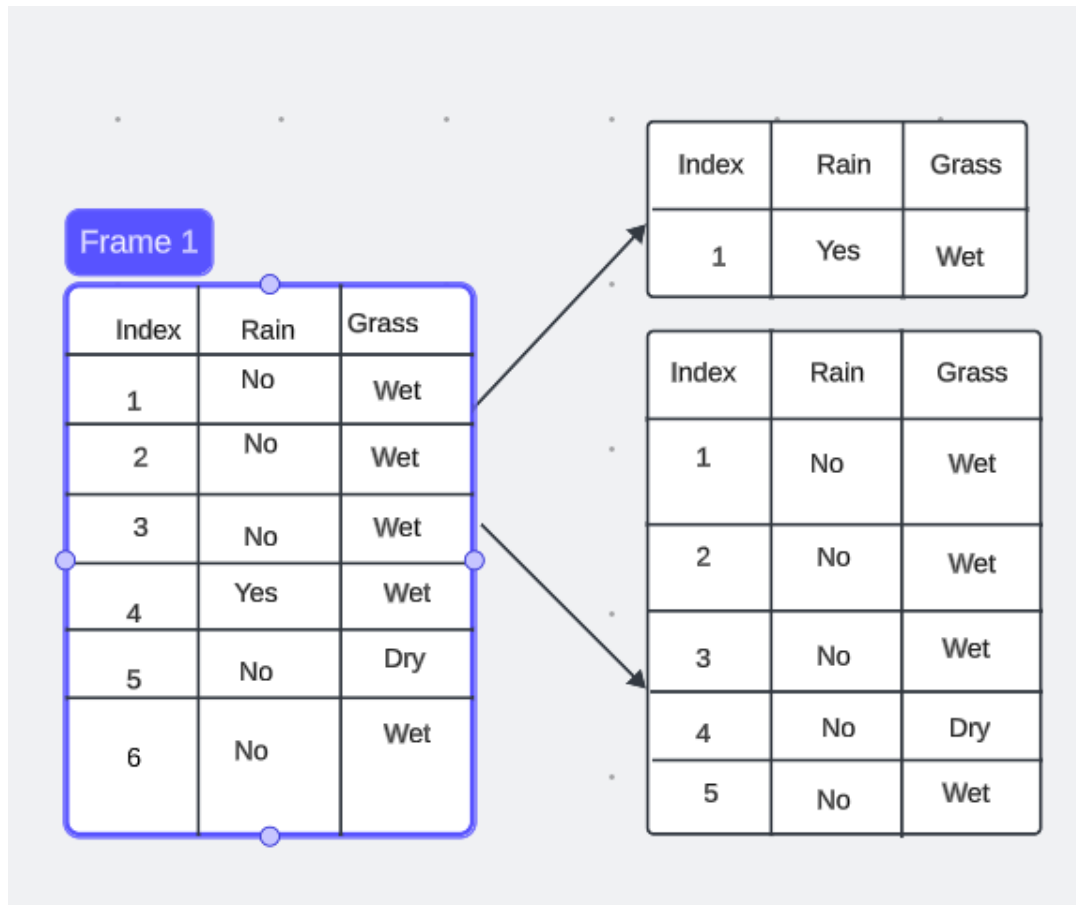 Frame 1
Index Rain Grass
1 No Wet
2 No Wet
3 No Wet
4 Yes Wet
5 No Dry
6 No Wet
Index Rain Grass
1 Yes Wet
Index Rain Grass
1 No Wet
2 No Wet
3 No Wet
4 No Dry
5 No Wet